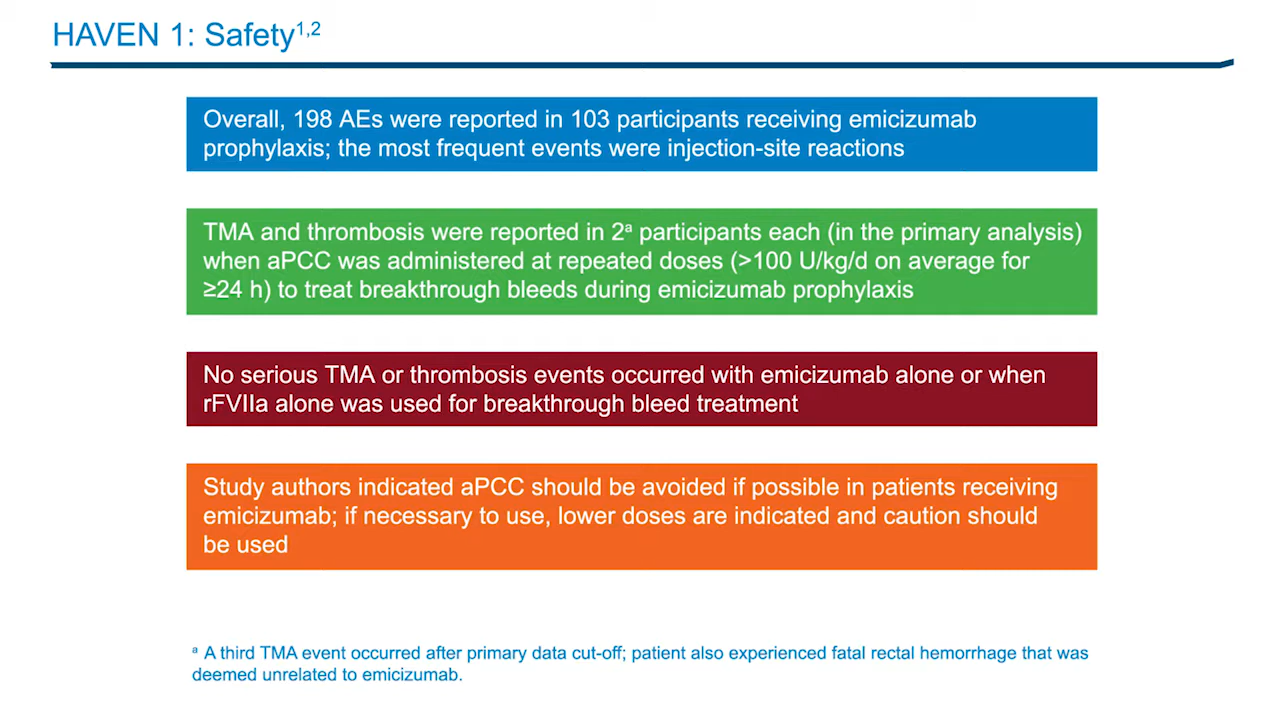 HAVEN 1: Safety1,2
Overall, 198 AEs were reported in 103 participants receiving emicizumab
prophylaxis; the most frequent events were injection-site reactions
TMA and thrombosis were reported in 2a participants each (in the primary analysis)
when aPCC was administered at repeated doses (>100 U/kg/d on average for
≥24 h) to treat breakthrough bleeds during emicizumab prophylaxis
No serious TMA or thrombosis events occurred with emicizumab alone or when
rFVIIa alone was used for breakthrough bleed treatment
Study authors indicated aPCC should be avoided if possible in patients receiving
emicizumab; if necessary to use, lower doses are indicated and caution should
be used
a A third TMA event occurred after primary data cut-off; patient also experienced fatal rectal hemorrhage that was
deemed unrelated to emicizumab.